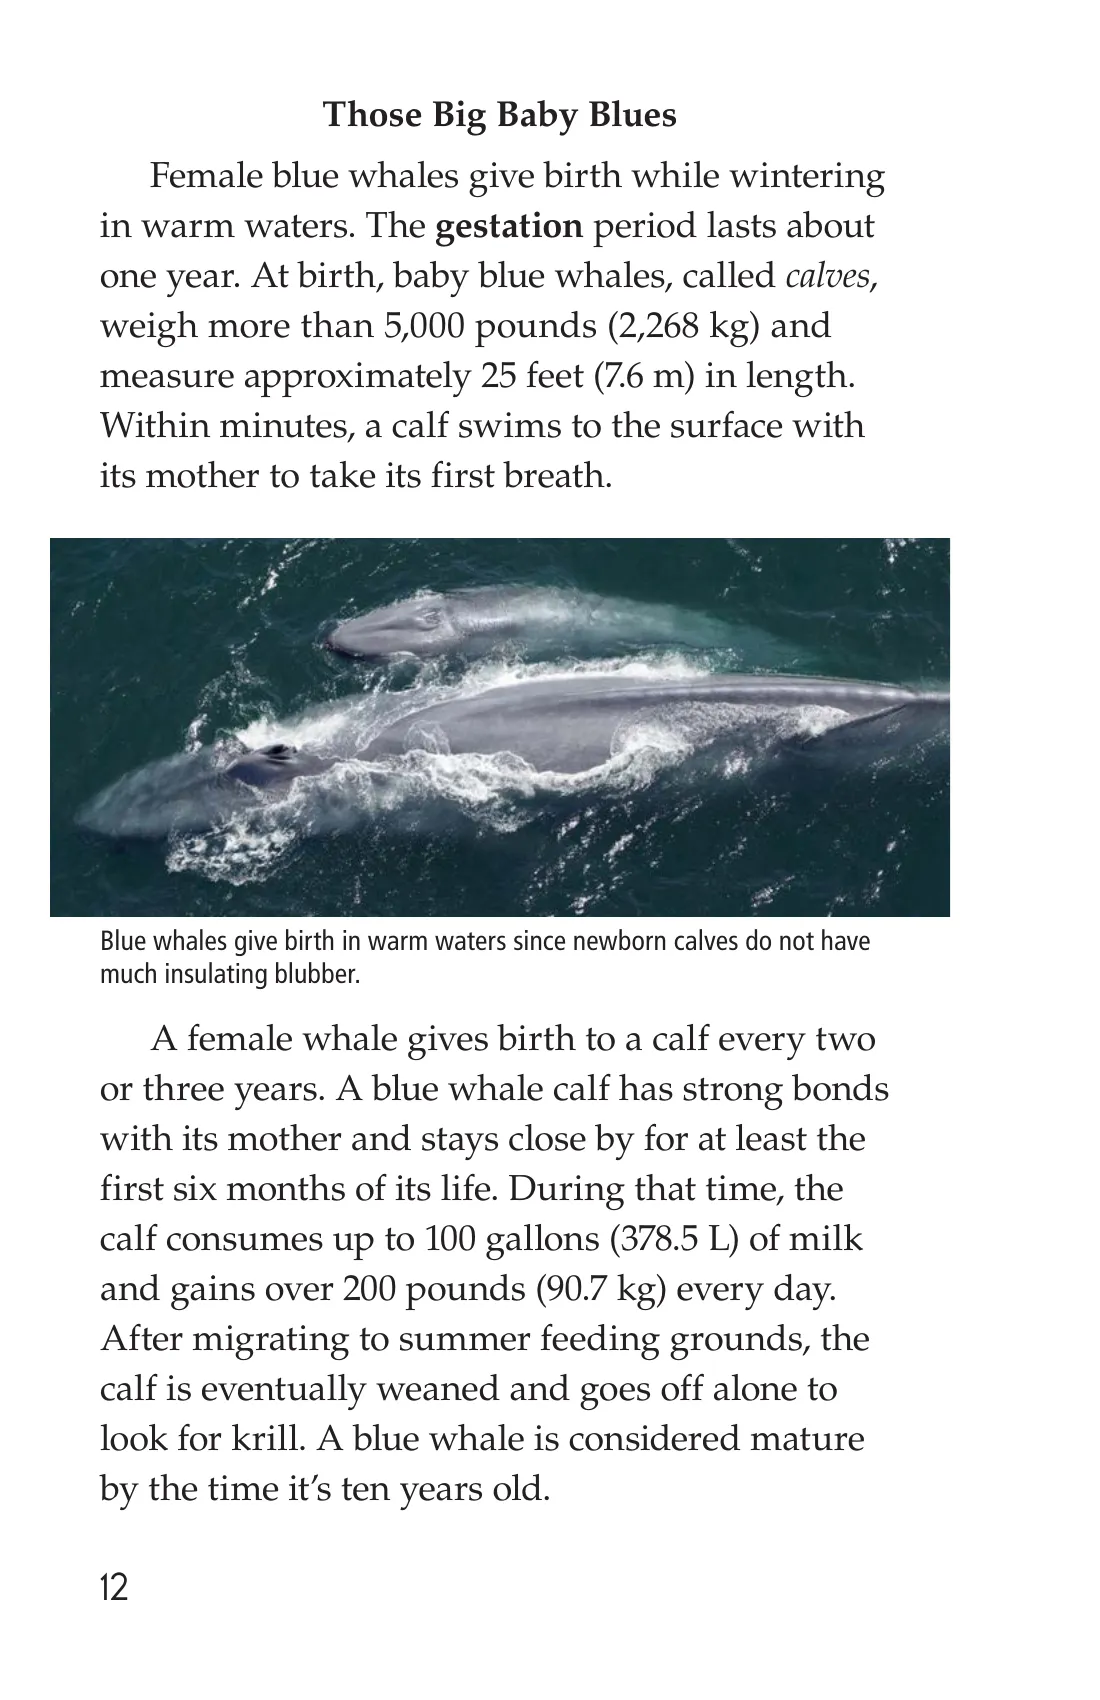 Those Big Baby Blues
Female blue whales give birth while wintering
in warm waters. The gestation period lasts about
one year. At birth, baby blue whales, called calves,
weigh more than 5,000 pounds (2,268 kg) and
measure approximately 25 feet (7.6 m) in length.
Within minutes, a calf swims to the surface with
its mother to take its first breath.
Blue whales give birth in warm waters since newborn calves do not have
much insulating blubber.
A female whale gives birth to a calf every two
or three years. A blue whale calf has strong bonds
with its mother and stays close by for at least the
first six months of its life. During that time, the
calf consumes up to 100 gallons (378.5 L) of milk
and gains over 200 pounds (90.7 kg) every day.
After migrating to summer feeding grounds, the
calf is eventually weaned and goes off alone to
look for krill. A blue whale is considered mature
by the time it’s ten years old.
12